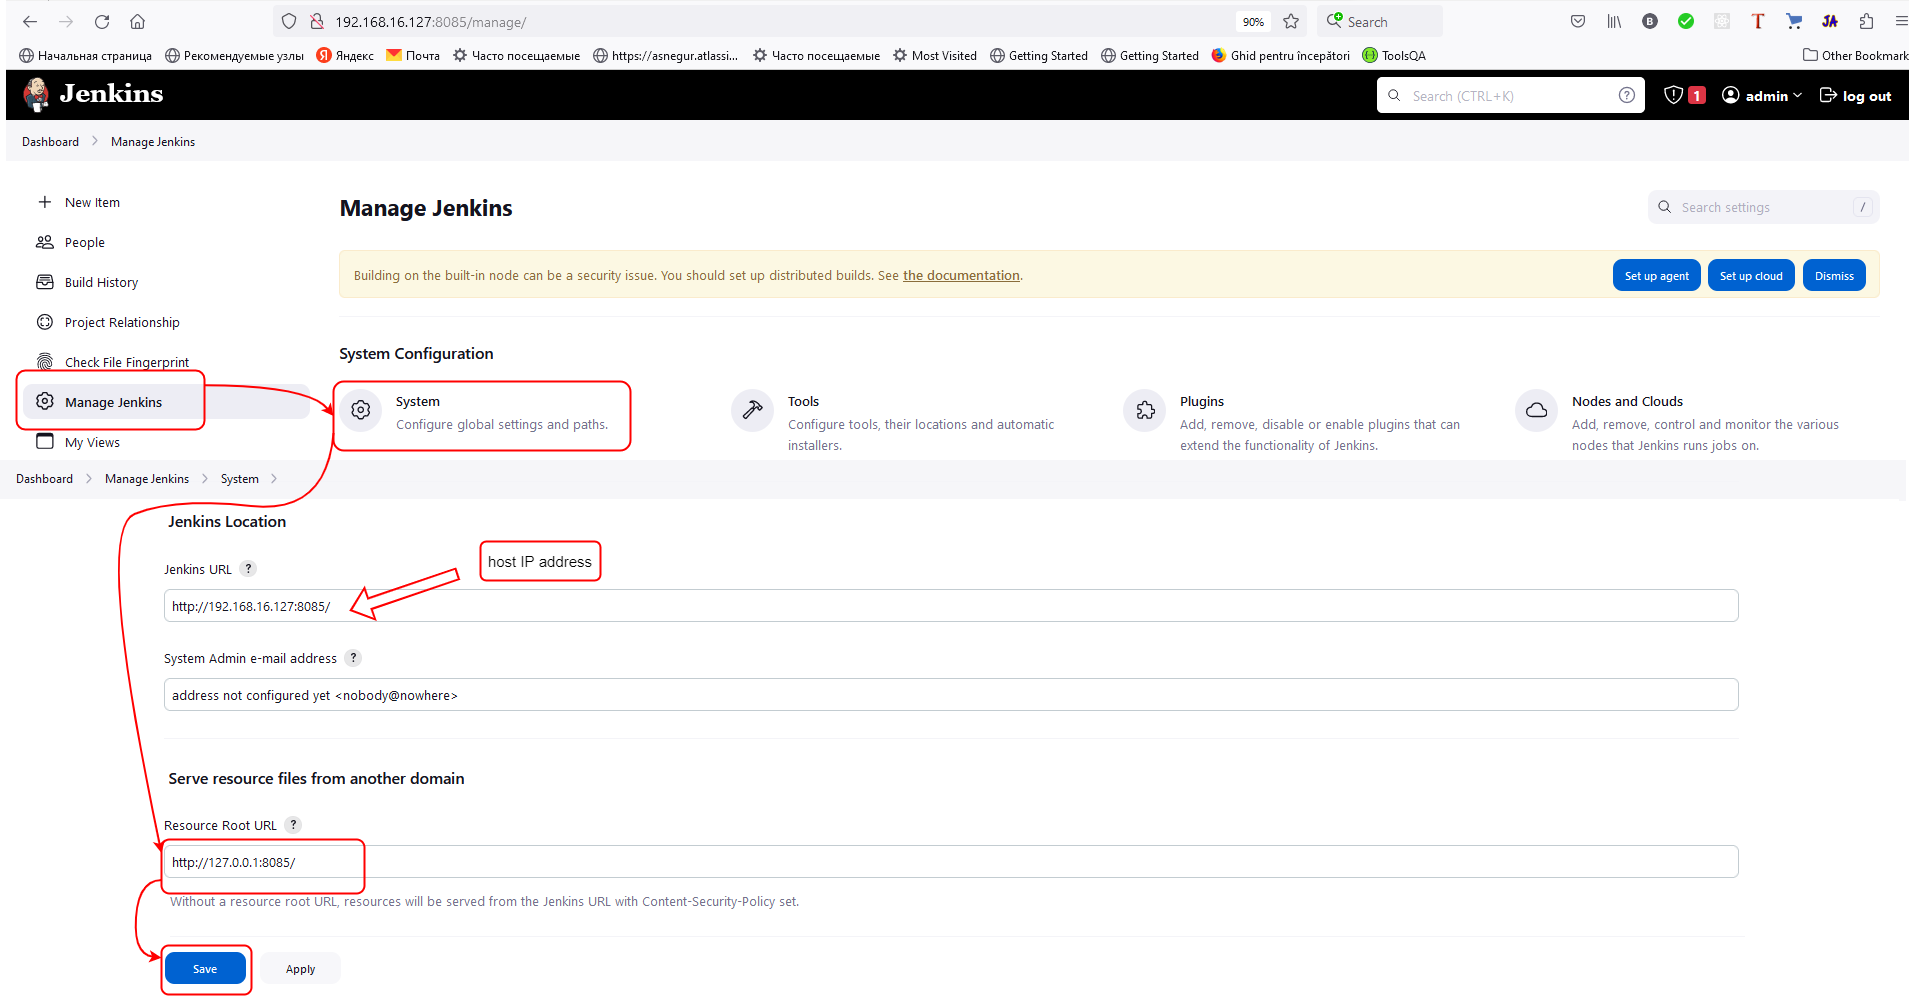 192.168.16.127:8085/manage/
90%
Search
Начальная страница
Рекомендуемые узлы
Яндекс
Почта
Часто посещаемые
https://asnegur.atlassi...
Часто посещаемые
Most Visited
Getting Started
Getting Started
Ghid pentru începători
ToolsQA
Other Bookmark
Jenkins
Search (CTRL+K)
1
admin
log out
Dashboard
Manage Jenkins
New Item
People
Build History
Project Relationship
Check File Fingerprint
Manage Jenkins
My Views
Manage Jenkins
Search settings
/
Building on the built-in node can be a security issue. You should set up distributed builds. See the documentation.
Set up agent
Set up cloud
Dismiss
System Configuration
System
Configure global settings and paths.
Tools
Configure tools, their locations and automatic
installers.
Plugins
Add, remove, disable or enable plugins that can
extend the functionality of Jenkins.
Nodes and Clouds
Add, remove, control and monitor the various
nodes that Jenkins runs jobs on.
Dashboard
Manage Jenkins
System
Jenkins Location
host IP address
Jenkins URL ?
http://192.168.16.127:8085/
System Admin e-mail address ?
address not configured yet <nobody@nowhere>
Serve resource files from another domain
Resource Root URL ?
http://127.0.0.1:8085/
Without a resource root URL, resources will be served from the Jenkins URL with Content-Security-Policy set.
Save
Apply